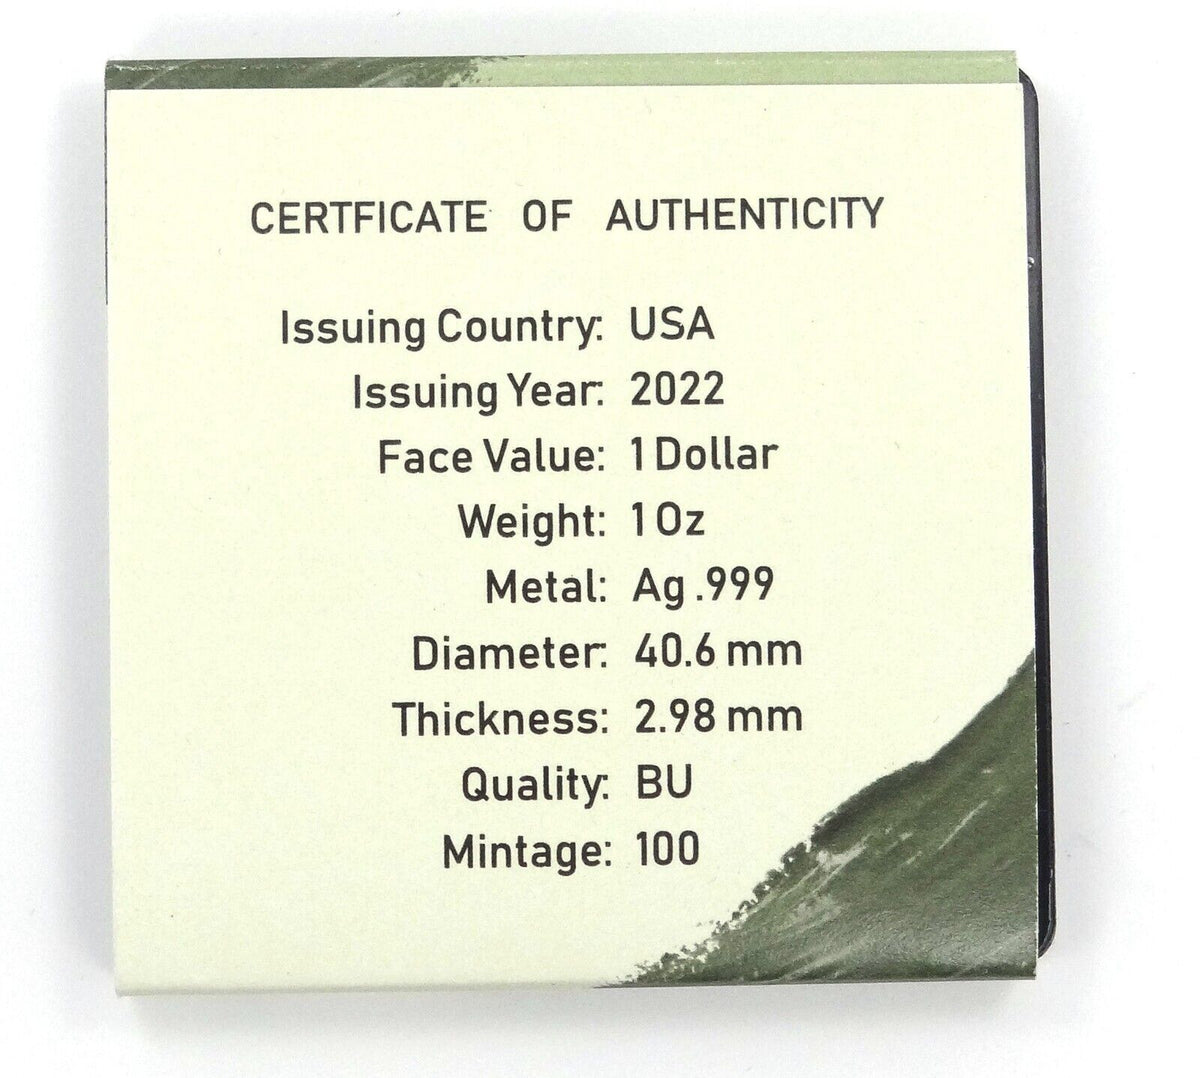 CERTFICATE OF AUTHENTICITY
Issuing Country: USA
Issuing Year: 2022
Face Value: 1 Dollar
Weight: 1 Oz
Metal: Ag .999
Diameter: 40.6 mm
Thickness: 2.98 mm
Quality: BU
Mintage: 100